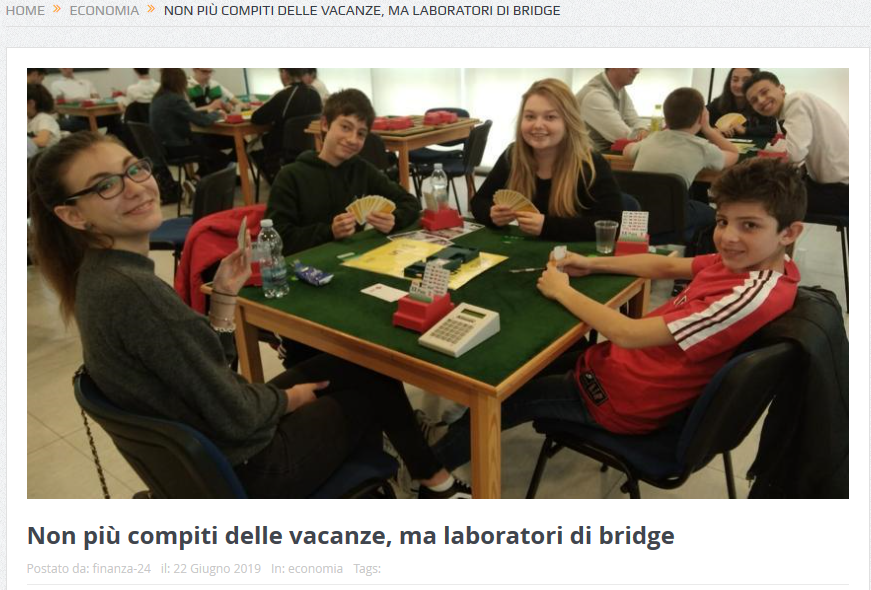 HOME » ECONOMIA » NON PIÙ COMPITI DELLE VACANZE, MA LABORATORI DI BRIDGE
Non più compiti delle vacanze, ma laboratori di bridge
Postato da: finanza-24 il: 22 Giugno 2019 In: economia Tags: